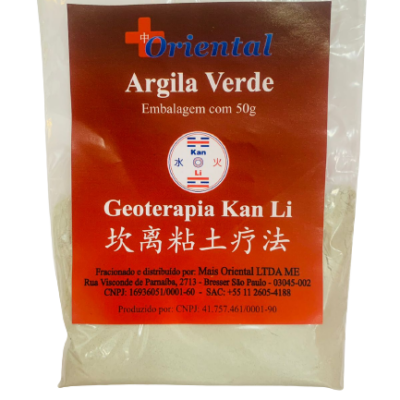 中 Oriental
Argila Verde
Embalagem com 50g
Kan
水 火
Li
Geoterapia Kan Li
坎离粘土疗法
Fracionado e distribuído por: Mais Oriental LTDA ME
Rua Visconde de Parnaíba, 2713 - Bresser São Paulo - 03045-002
CNPJ: 16936051/0001-60 - SAC: +55 11 2605-4188
Produzido por: CNPJ: 41.757.461/0001-90